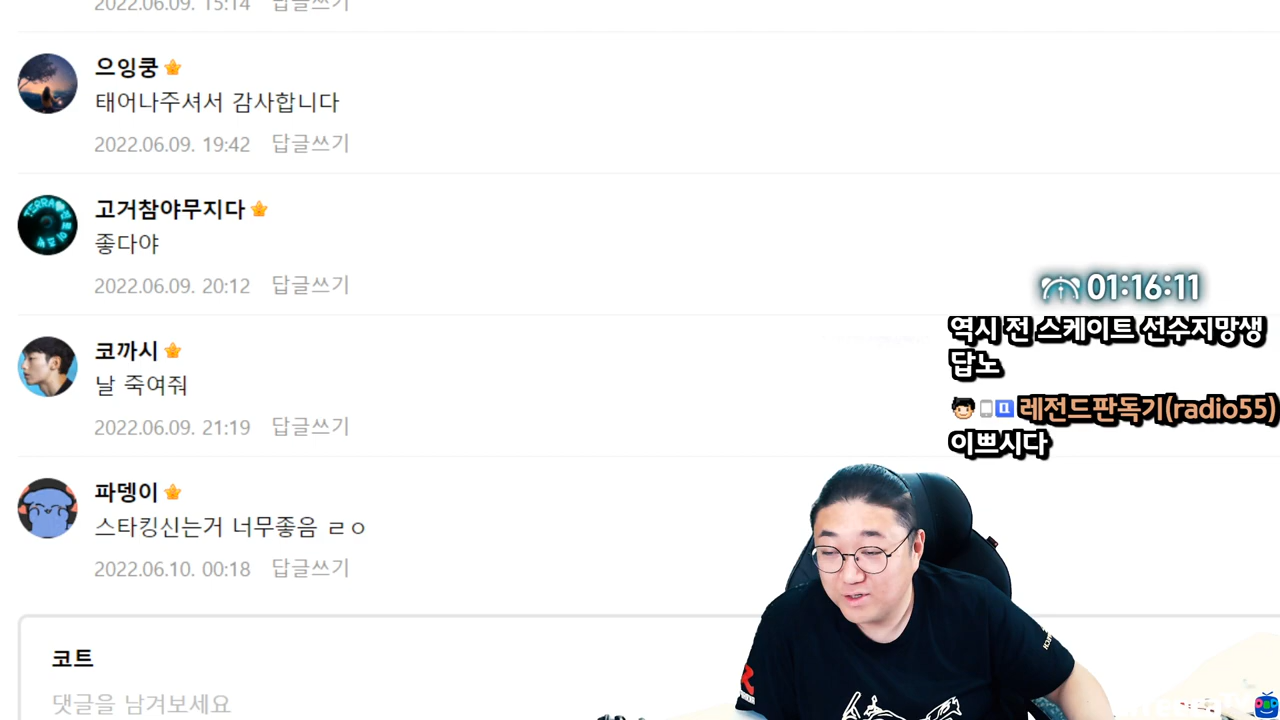 2022.06.09. 15:14 답글쓰기
으잉쿵
태어나주셔서 감사합니다
2022.06.09. 19:42 답글쓰기
고거참야무지다
좋다야
2022.06.09. 20:12 답글쓰기
코까시
날 죽여줘
2022.06.09. 21:19 답글쓰기
파뎅이
스타킹신는거 너무좋음 ㄹㅇ
2022.06.10. 00:18 답글쓰기
코트
댓글을 남겨보세요
01:16:11
역시 전 스케이트 선수지망생
답노
레전드판독기(radio55)
이쁘시다